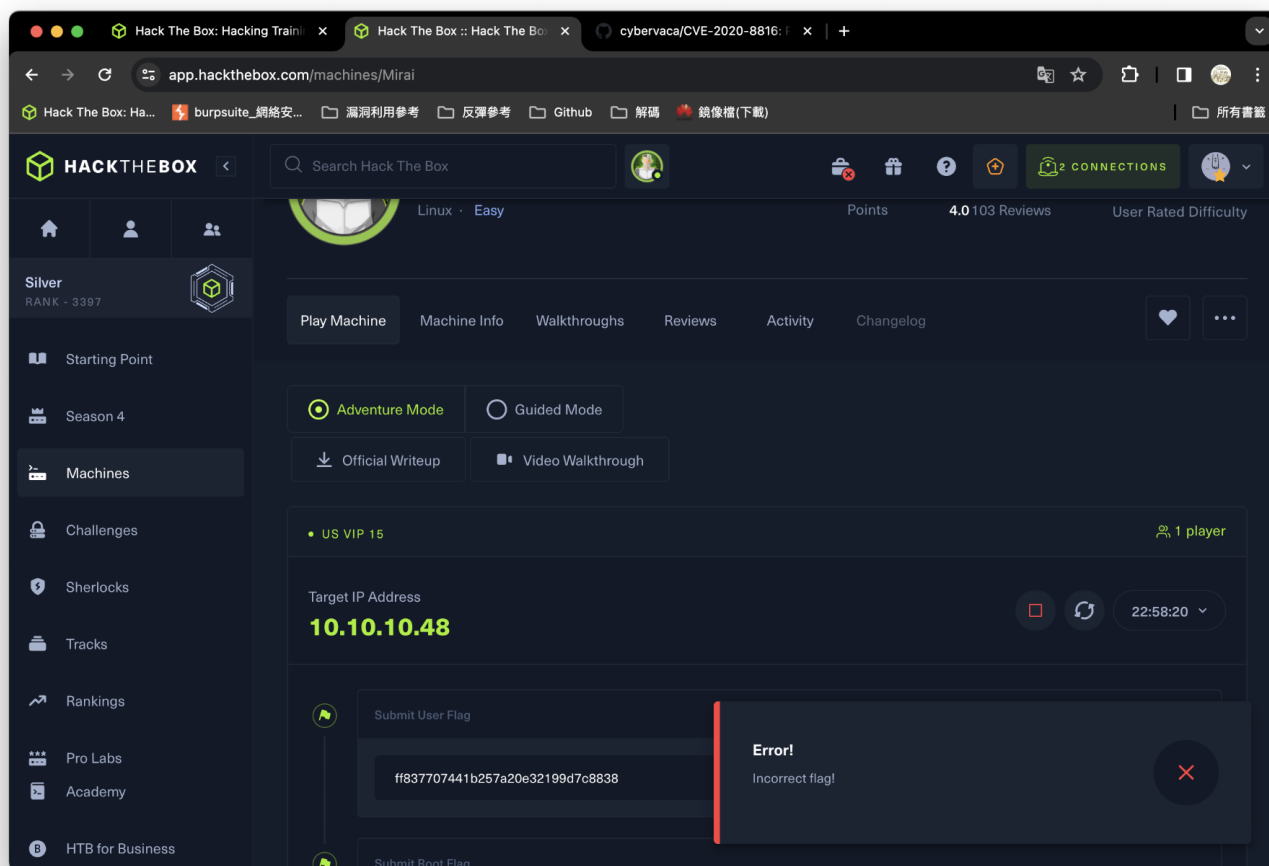 Hack The Box: Hacking Traini
Hack The Box :: Hack The Bo
cybervaca/CVE-2020-8816:
app.hackthebox.com/machines/Mirai
Hack The Box: Ha...
burpsuite_網絡安...
漏洞利用參考
反彈參考
Github
解碼
鏡像檔(下載)
所有書籤
HACKTHEBOX
Search Hack The Box
2 CONNECTIONS
Linux · Easy
Points
4.0 103 Reviews
User Rated Difficulty
Silver
RANK - 3397
Play Machine
Machine Info
Walkthroughs
Reviews
Activity
Changelog
Starting Point
Adventure Mode
Guided Mode
Season 4
Official Writeup
Video Walkthrough
Machines
Challenges
US VIP 15
1 player
Sherlocks
Target IP Address
10.10.10.48
22:58:20
Tracks
Rankings
Submit User Flag
Pro Labs
Error!
ff837707441b257a20e32199d7c8838
Incorrect flag!
Academy
HTB for Business
Submit Root Flag